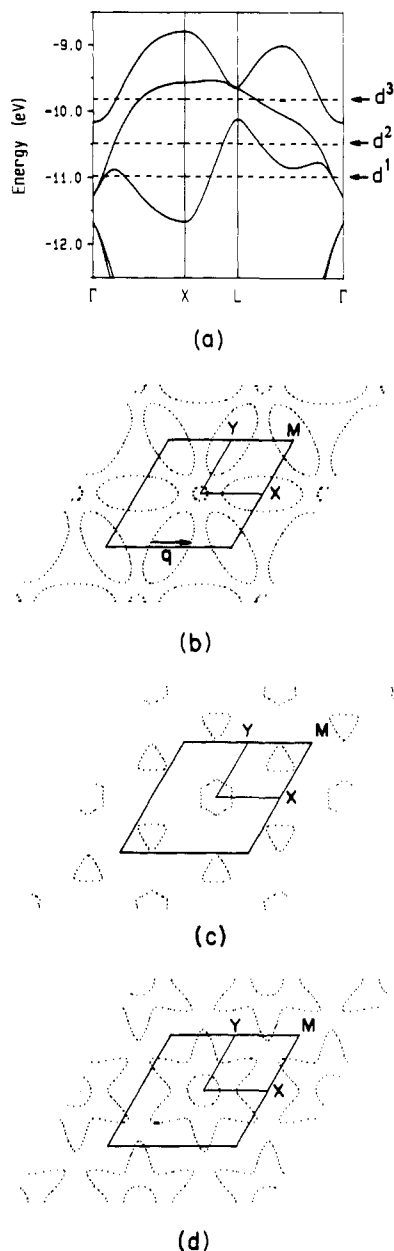 -9.0
-10.0
-11.0
-12.0
Energy (eV)
d³
d²
d¹
Γ X L Γ
(a)
Y M
X
q
(b)
Y M
X
(c)
Y M
X
(d)